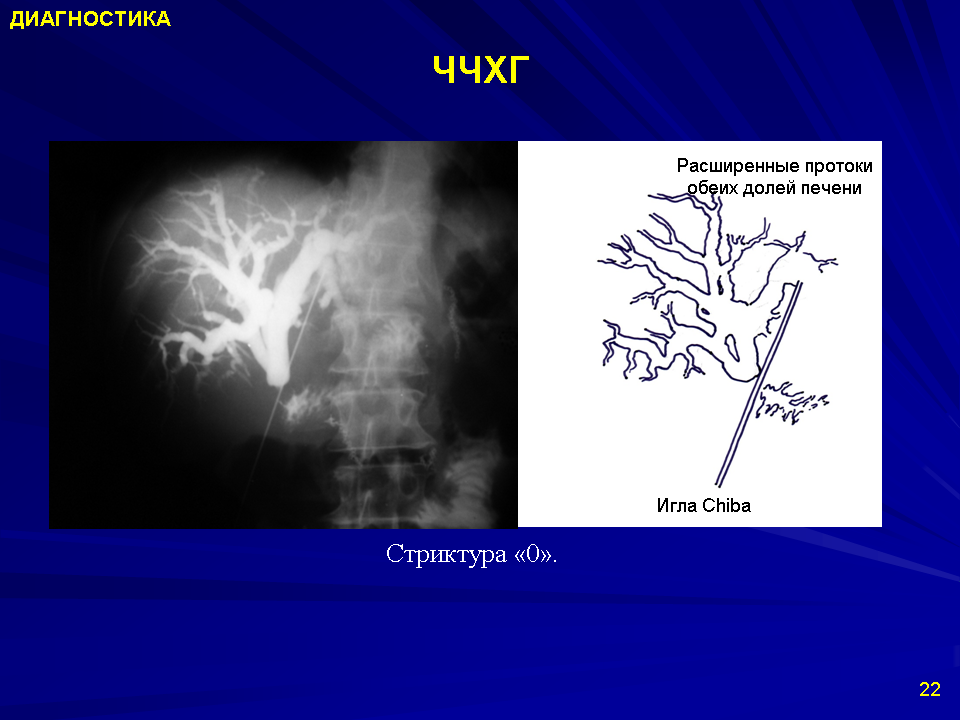 ДИАГНОСТИКА
ЧЧХГ
Расширенные протоки
обеих долей печени
Игла Chiba
Стриктура «0».
22